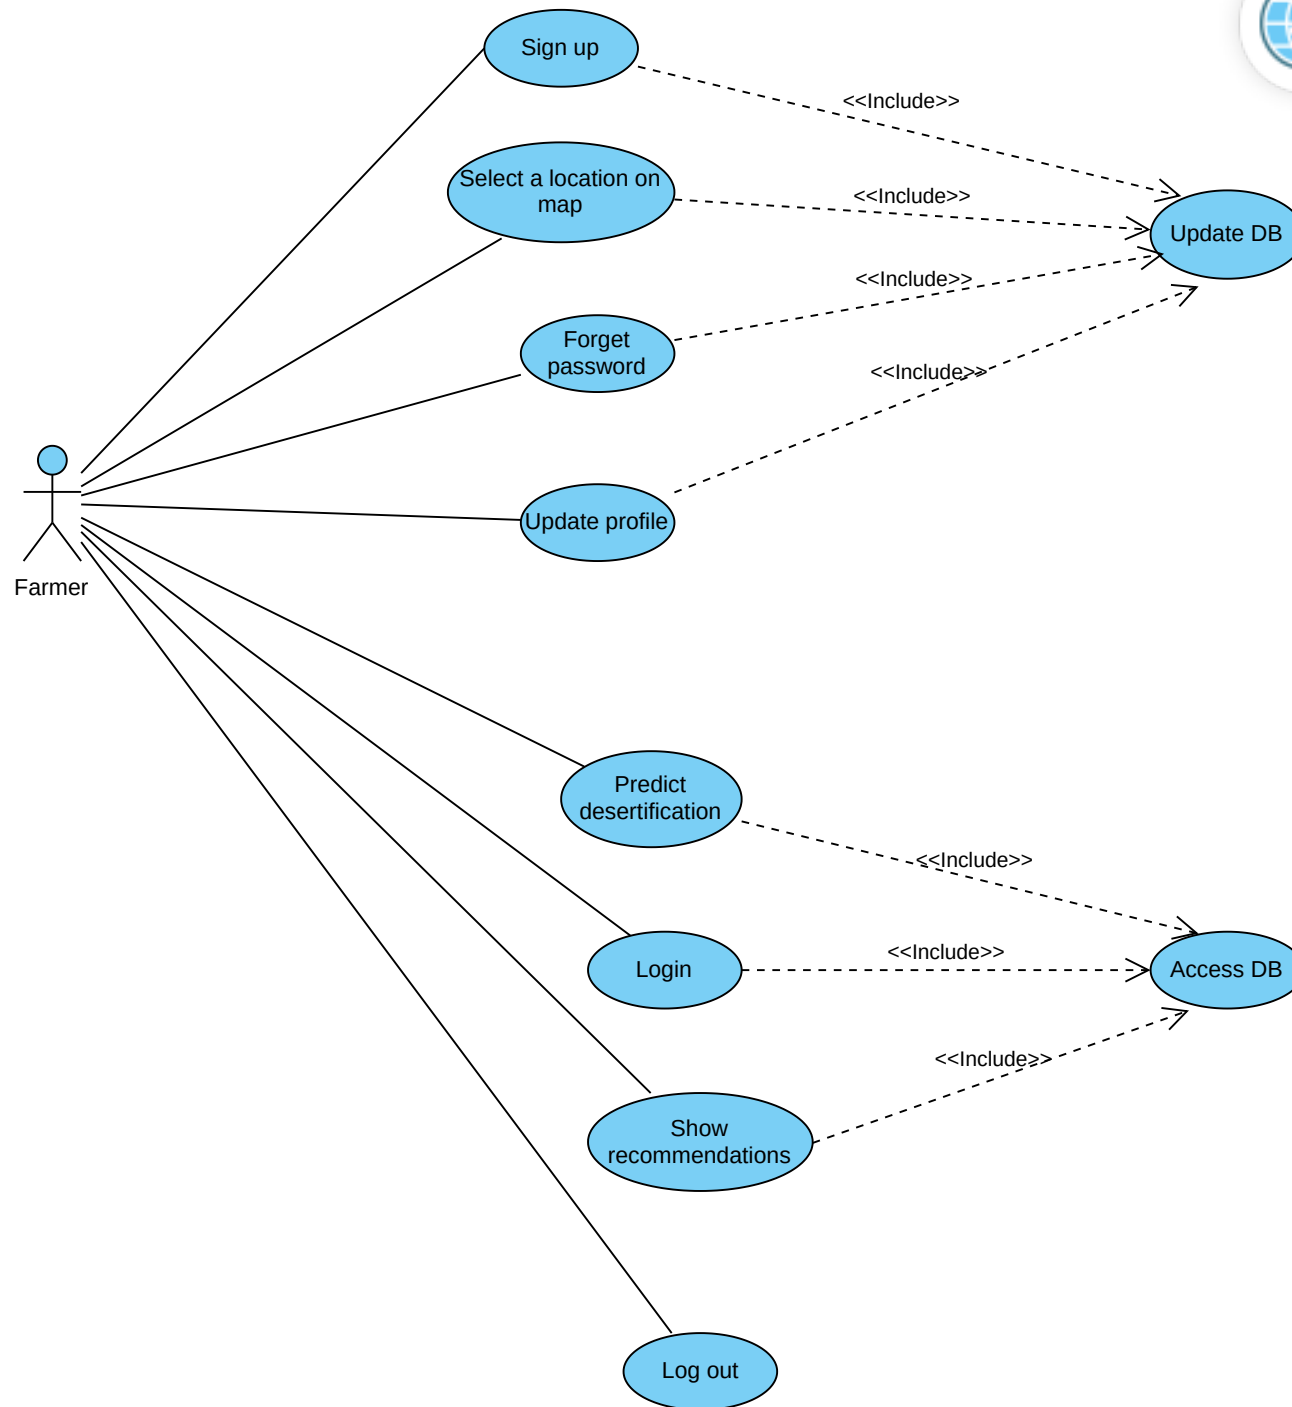 Sign up
<<Include>>
Select a location on
map
<<Include>>
Update DB
<<Include>>
Forget
password
<<Include>>
Update profile
Farmer
Predict
desertification
<<Include>>
<<Include>>
Login
Access DB
<<Include>>
Show
recommendations
Log out